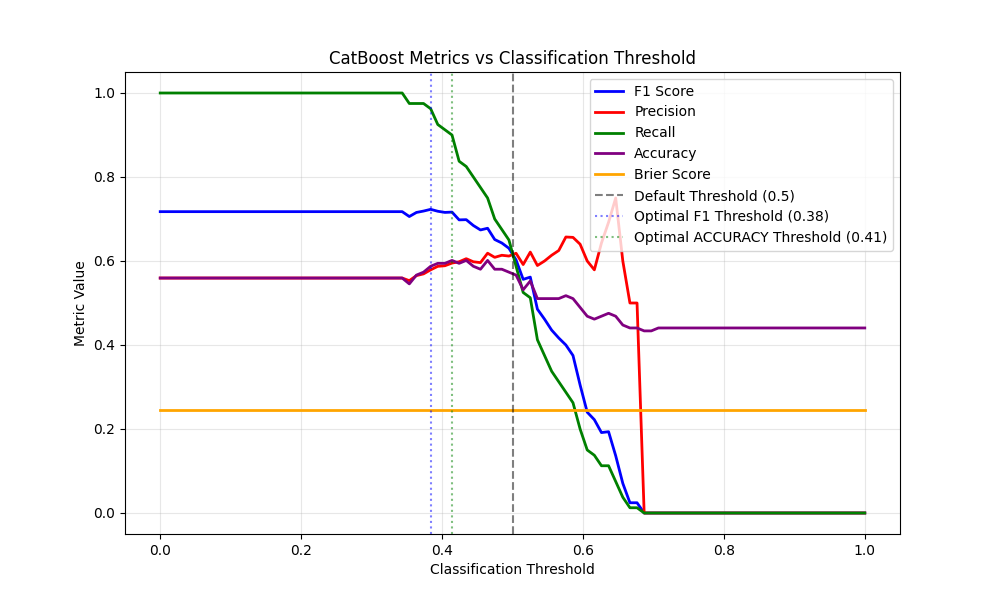 CatBoost Metrics vs Classification Threshold
1.0
0.8
0.6
0.4
0.2
0.0
Metric Value
F1 Score
Precision
Recall
Accuracy
Brier Score
Default Threshold (0.5)
Optimal F1 Threshold (0.38)
Optimal ACCURACY Threshold (0.41)
0.0 0.2 0.4 0.6 0.8 1.0
Classification Threshold